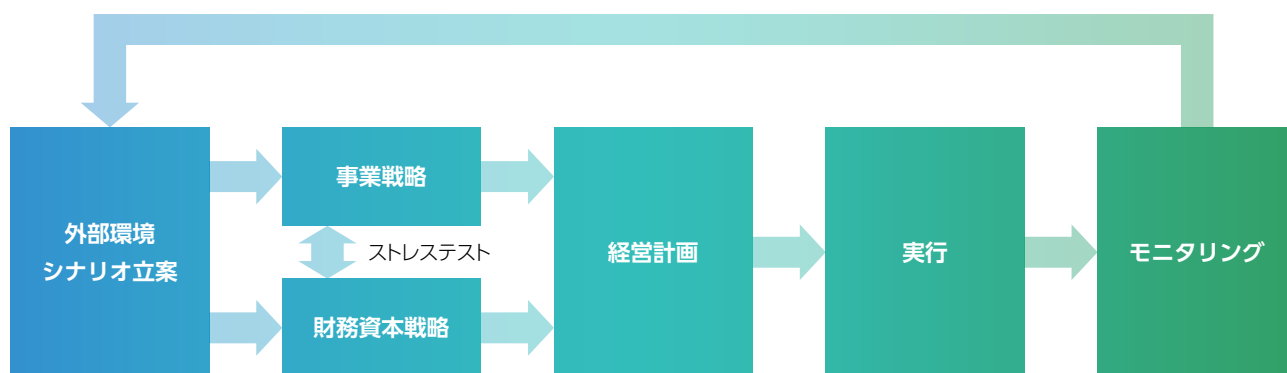 外部環境
シナリオ立案
事業戦略
ストレステスト
財務資本戦略
経営計画
実行
モニタリング